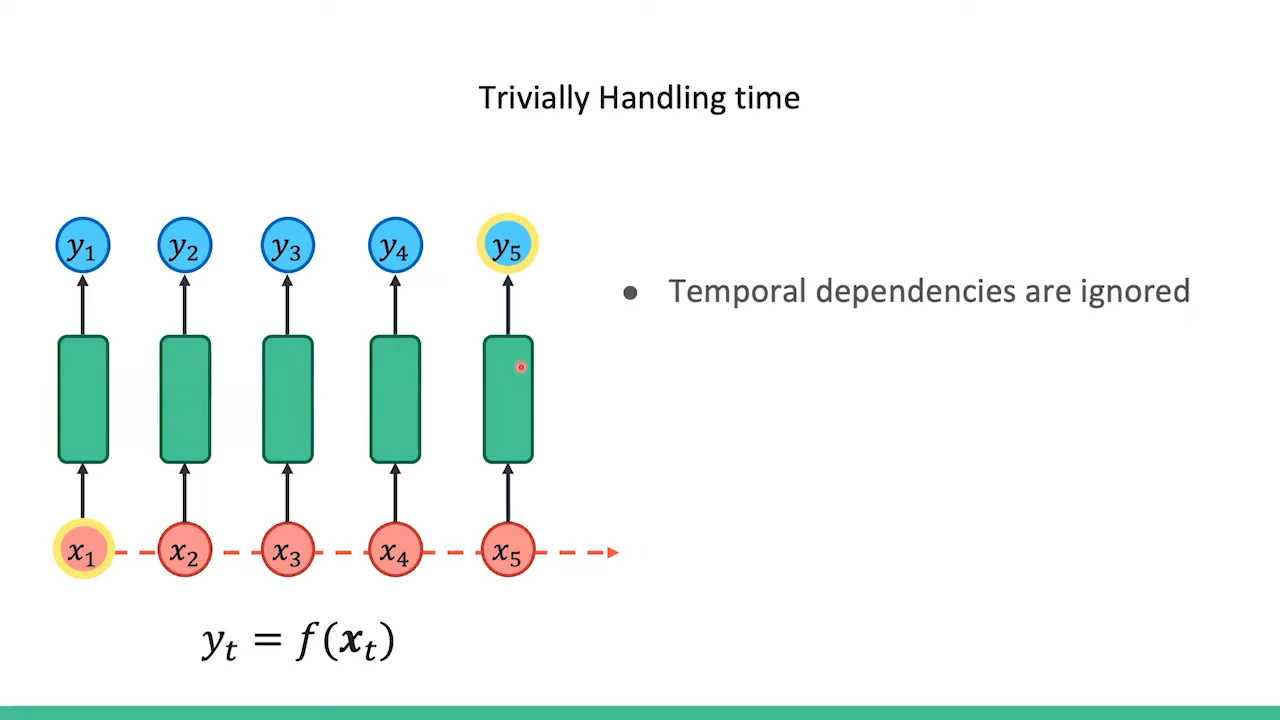 Trivially Handling time
y₁ y₂ y₃ y₄ y₅
● Temporal dependencies are ignored
x₁ x₂ x₃ x₄ x₅
yₜ = f(𝒙ₜ)